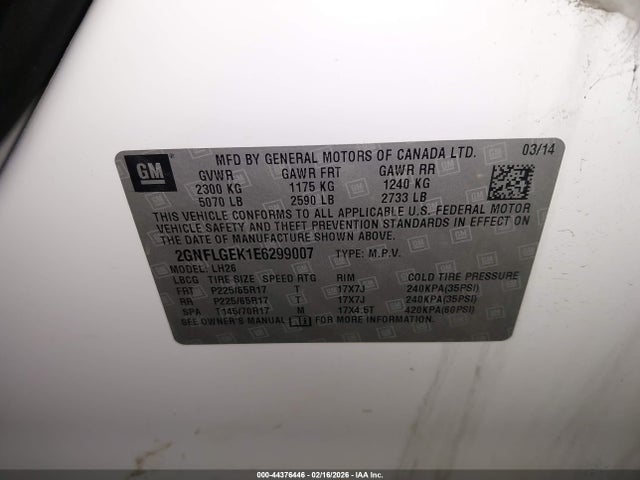 GM
MFD BY GENERAL MOTORS OF CANADA LTD. 03/14
GVWR GAWR FRT GAWR RR
2300 KG 1175 KG 1240 KG
5070 LB 2590 LB 2733 LB
THIS VEHICLE CONFORMS TO ALL APPLICABLE U.S. FEDERAL MOTOR
VEHICLE SAFETY AND THEFT PREVENTION STANDARDS IN EFFECT ON
THE DATE OF MANUFACTURE SHOWN ABOVE.
2GNFLGEK1E6299007 TYPE: M.P.V.
MODEL: LH26
LBCG TIRE SIZE SPEED RTG RIM COLD TIRE PRESSURE
FRT P225/65R17 T 17X7J 240KPA(35PSI)
RR P225/65R17 T 17X7J 240KPA(35PSI)
SPA T145/70R17 M 17X4.5T 420KPA(60PSI)
SEE OWNER'S MANUAL
000-44376446 - 02/16/2026 - IAA Inc.